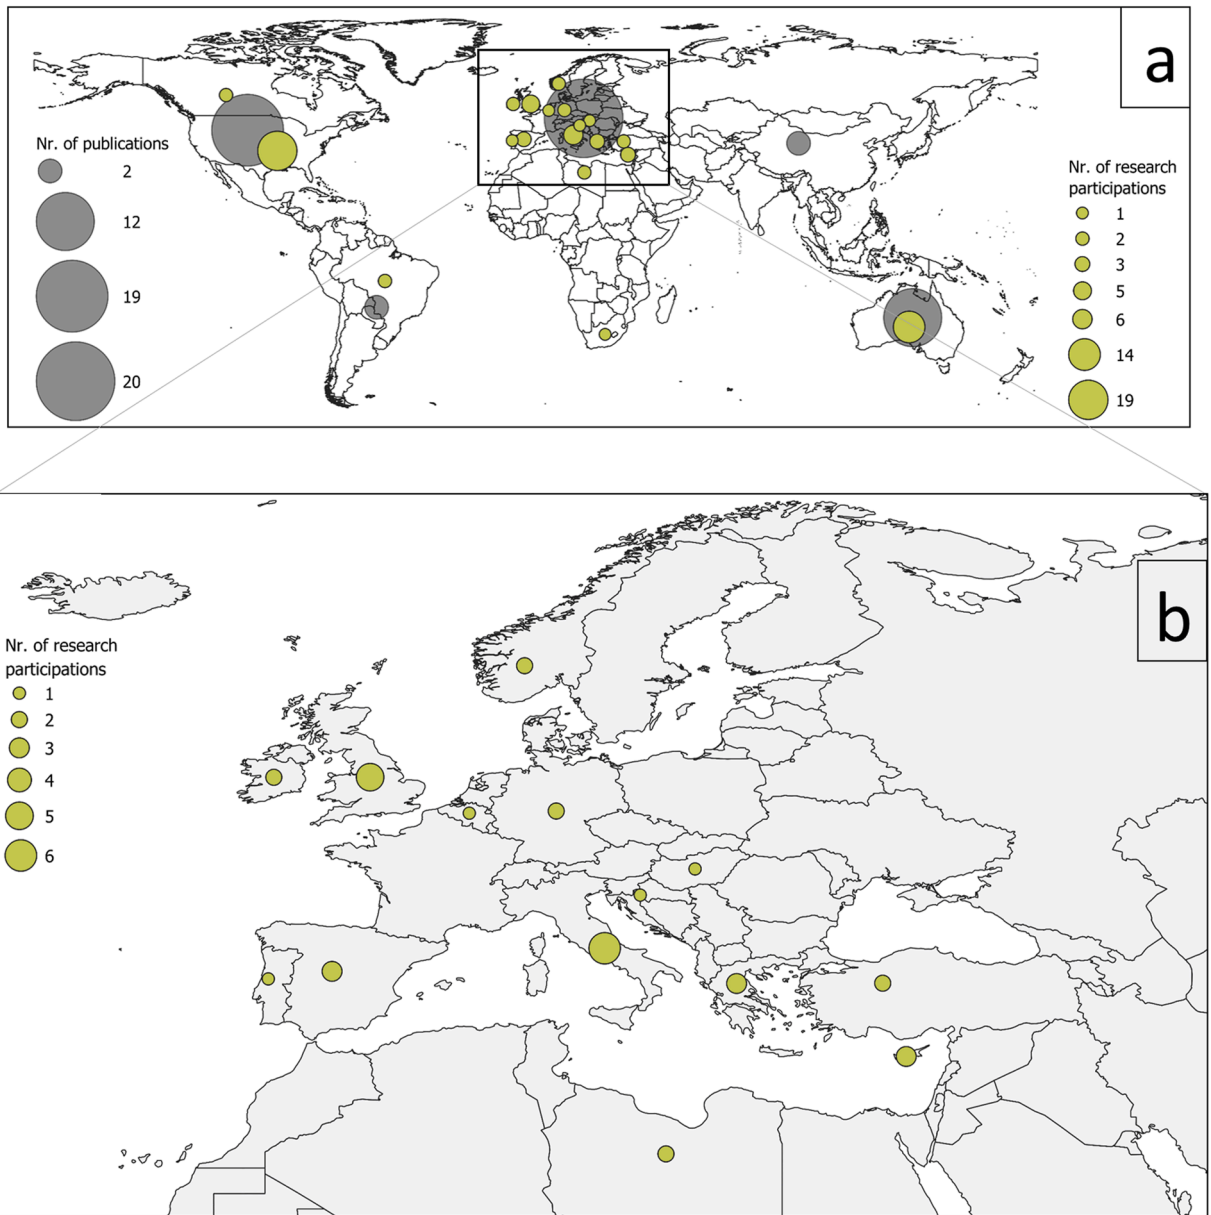 a
Nr. of publications
2
12
19
20
Nr. of research
participations
1
2
3
5
6
14
19
b
Nr. of research
participations
1
2
3
4
5
6